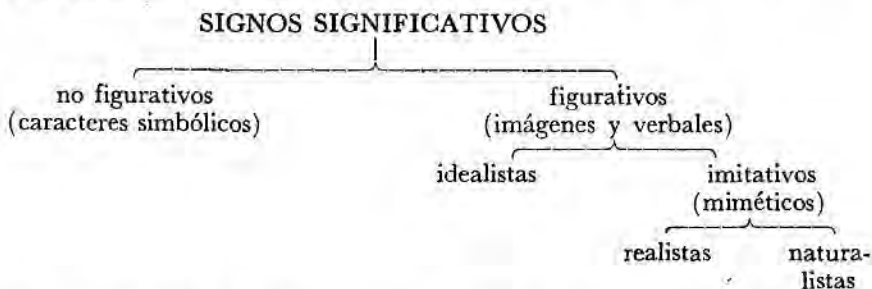 SIGNOS SIGNIFICATIVOS
no figurativos
(caracteres simbólicos)
figurativos
(imágenes y verbales)
idealistas
imitativos
(miméticos)
realistas
natura-
listas